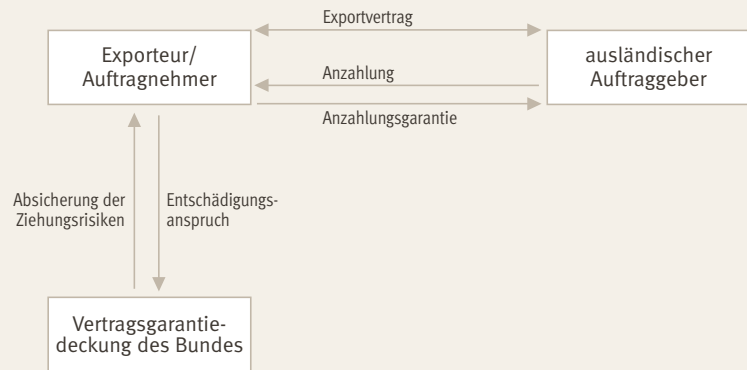 Exportvertrag
Exporteur/
Auftragnehmer
ausländischer
Auftraggeber
Anzahlung
Anzahlungsgarantie
Absicherung der
Ziehungsrisiken
Entschädigungs-
anspruch
Vertragsgarantie-
deckung des Bundes